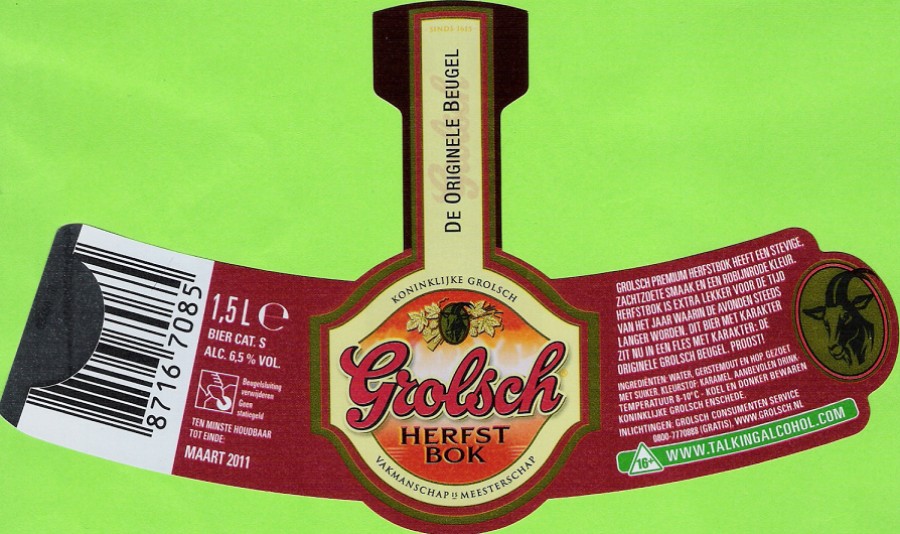 SINDS 1615
DE ORIGINELE BEUGEL
Grolsch
KONINKLIJKE GROLSCH
Grolsch
HERFST
BOK
VAKMANSCHAP IS MEESTERSCHAP
8716 7085
1,5 L e
BIER CAT. S
ALC. 6,5 % VOL.
Beugelsluiting
verwijderen
Geen
statiegeld
TEN MINSTE HOUDBAAR
TOT EINDE:
MAART 2011
GROLSCH PREMIUM HERFSTBOK HEEFT EEN STEVIGE,
ZACHTZOETE SMAAK EN EEN ROBIJNRODE KLEUR.
HERFSTBOK IS EXTRA LEKKER VOOR DE TIJD
VAN HET JAAR WAARIN DE AVONDEN STEEDS
LANGER WORDEN. DIT BIER MET KARAKTER
ZIT NU IN EEN FLES MET KARAKTER: DE
ORIGINELE GROLSCH BEUGEL. PROOST!
INGREDIËNTEN: WATER, GERSTEMOUT EN HOP. GEZOET
MET SUIKER. KLEURSTOF: KARAMEL. AANBEVOLEN DRINK-
TEMPERATUUR 8-10°C - KOEL EN DONKER BEWAREN
KONINKLIJKE GROLSCH ENSCHEDE.
INLICHTINGEN: GROLSCH CONSUMENTEN SERVICE
0800-7770088 (GRATIS), WWW.GROLSCH.NL
16+ WWW.TALKINGALCOHOL.COM